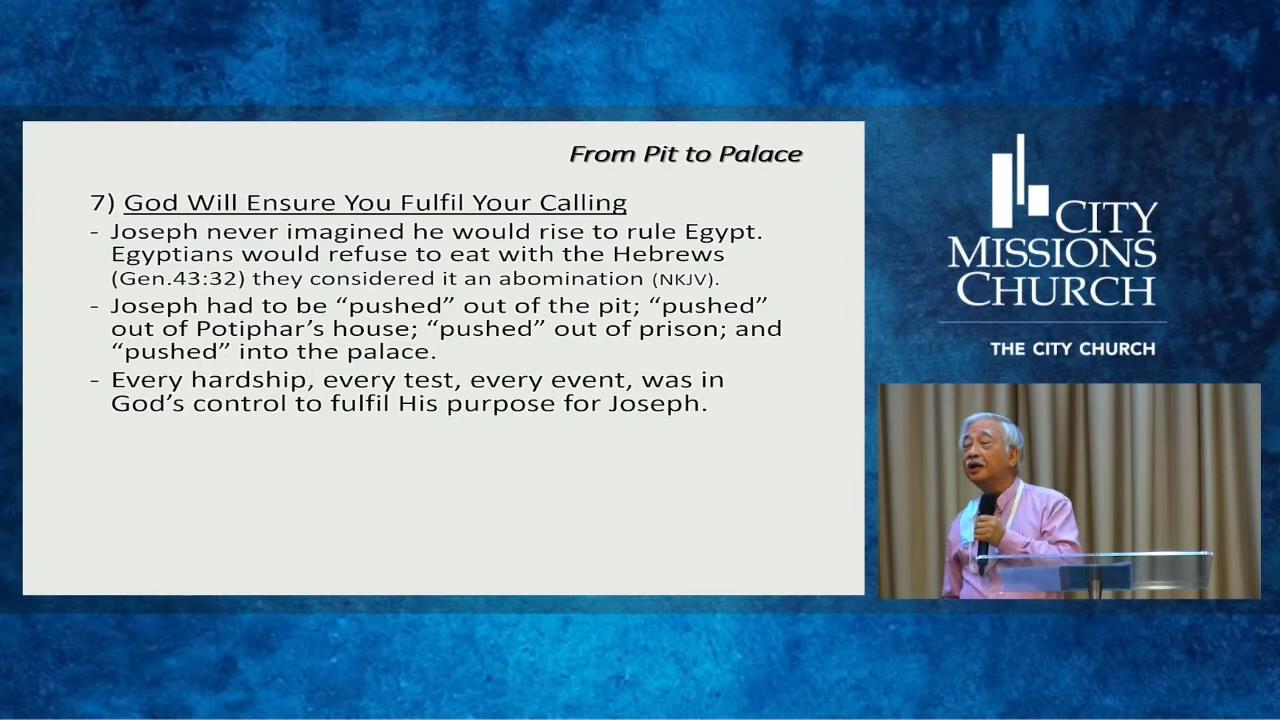 From Pit to Palace
7) God Will Ensure You Fulfil Your Calling
- Joseph never imagined he would rise to rule Egypt.
Egyptians would refuse to eat with the Hebrews
(Gen.43:32) they considered it an abomination (NKJV).
- Joseph had to be “pushed” out of the pit; “pushed”
out of Potiphar’s house; “pushed” out of prison; and
“pushed” into the palace.
- Every hardship, every test, every event, was in
God’s control to fulfil His purpose for Joseph.
CITY
MISSIONS
CHURCH
THE CITY CHURCH